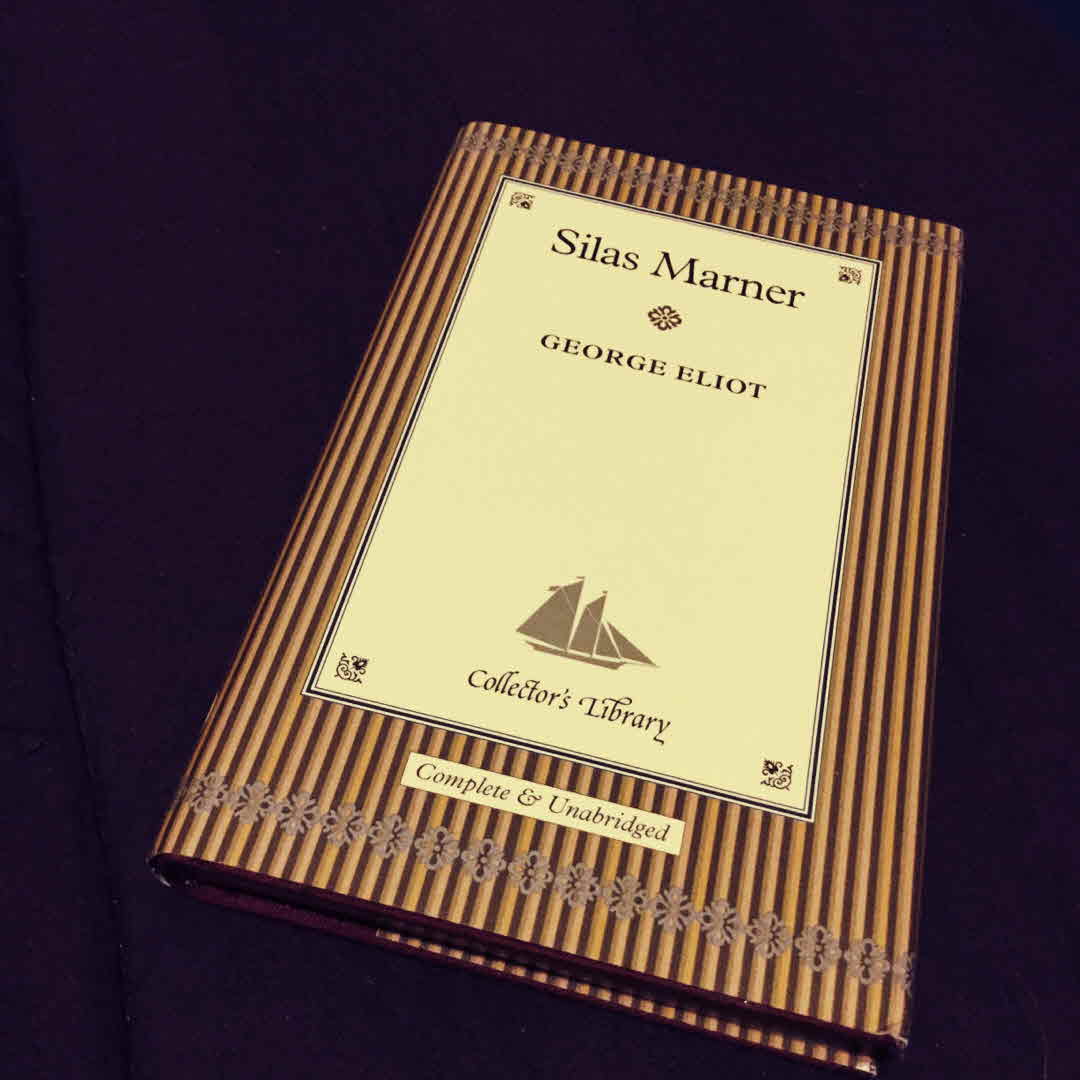 Silas Marner
GEORGE ELIOT
Collector's Library
Complete & Unabridged